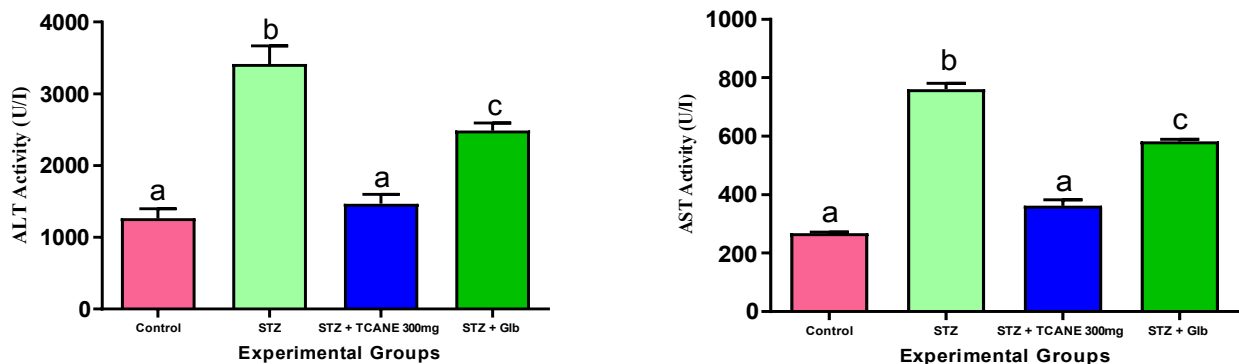 ALT Activity (U/I)
4000
3000
2000
1000
0
a
b
a
c
Control
STZ
STZ + TCANE 300mg
STZ + Glb
Experimental Groups
AST Activity (U/I)
1000
800
600
400
200
0
a
b
a
c
Control
STZ
STZ + TCANE 300mg
STZ + Glb
Experimental Groups